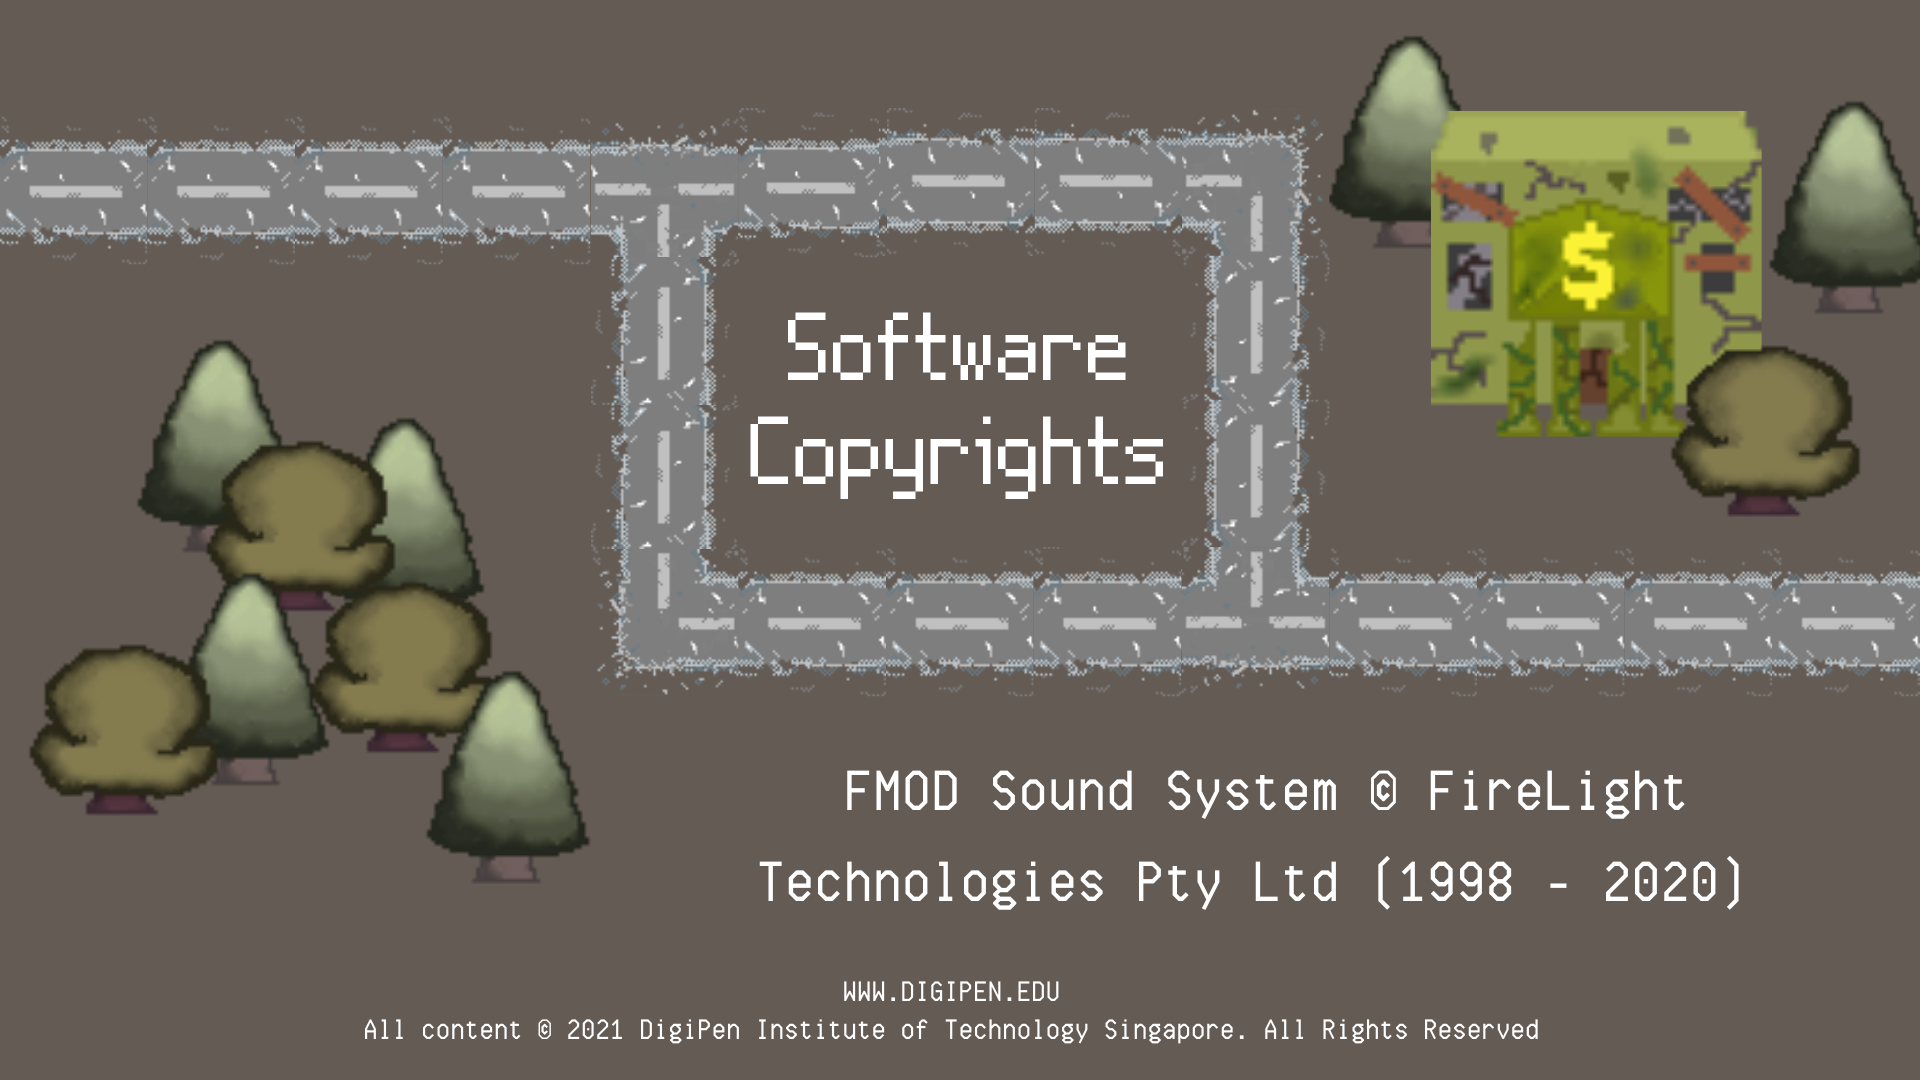 $
Software
Copyrights
FMOD Sound System © FireLight
Technologies Pty Ltd (1998 - 2020)
WWW.DIGIPEN.EDU
All content © 2021 DigiPen Institute of Technology Singapore. All Rights Reserved